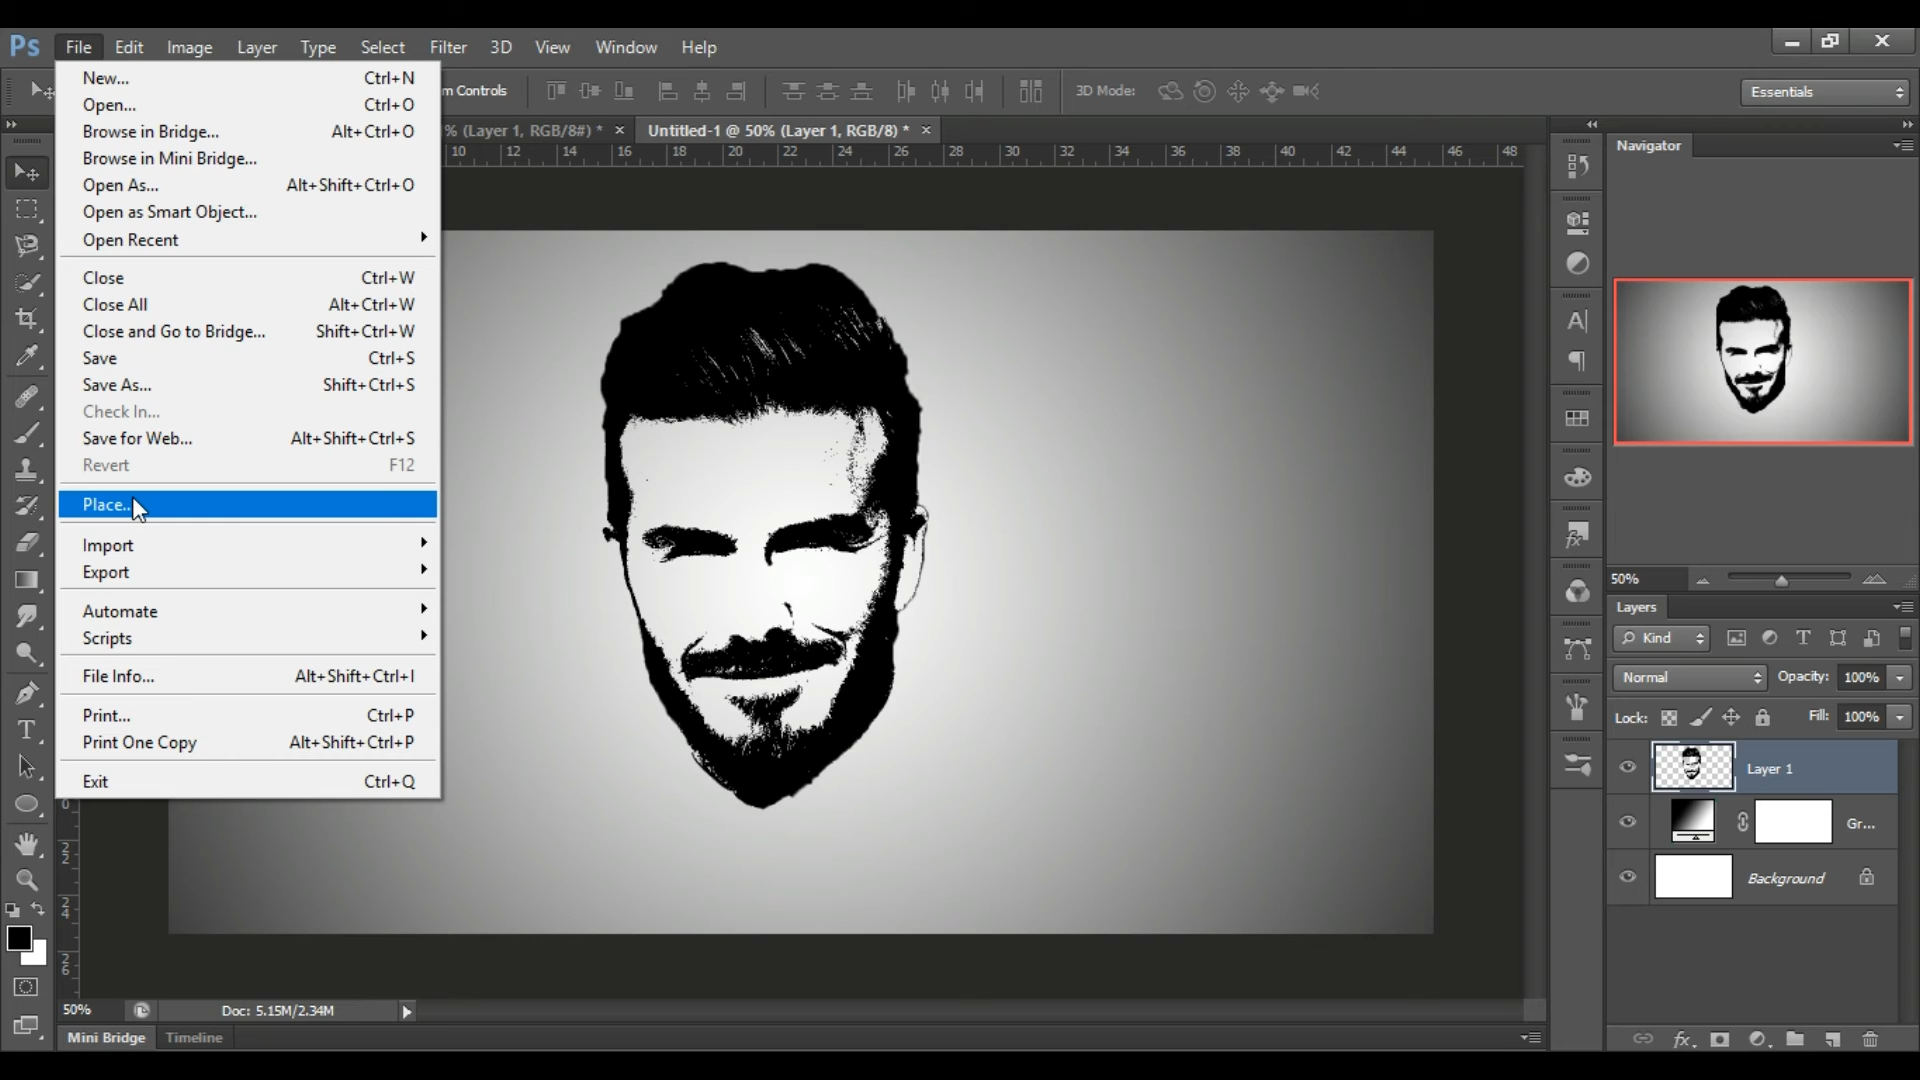 Ps File Edit Image Layer Type Select Filter 3D View Window Help
m Controls 3D Mode: Essentials
% (Layer 1, RGB/8#) * × Untitled-1 @ 50% (Layer 1, RGB/8) * ×
10 12 14 16 18 20 22 24 26 28 30 32 34 36 38 40 42 44 46 48
New... Ctrl+N
Open... Ctrl+O
Browse in Bridge... Alt+Ctrl+O
Browse in Mini Bridge...
Open As... Alt+Shift+Ctrl+O
Open as Smart Object...
Open Recent
Close Ctrl+W
Close All Alt+Ctrl+W
Close and Go to Bridge... Shift+Ctrl+W
Save Ctrl+S
Save As... Shift+Ctrl+S
Check In...
Save for Web... Alt+Shift+Ctrl+S
Revert F12
Place...
Import
Export
Automate
Scripts
File Info... Alt+Shift+Ctrl+I
Print... Ctrl+P
Print One Copy Alt+Shift+Ctrl+P
Exit Ctrl+Q
0
22
24
26
50% Doc: 5.15M/2.34M
Mini Bridge Timeline
Navigator
50%
Layers
Kind
Normal Opacity: 100%
Lock: Fill: 100%
Layer 1
Gr...
Background